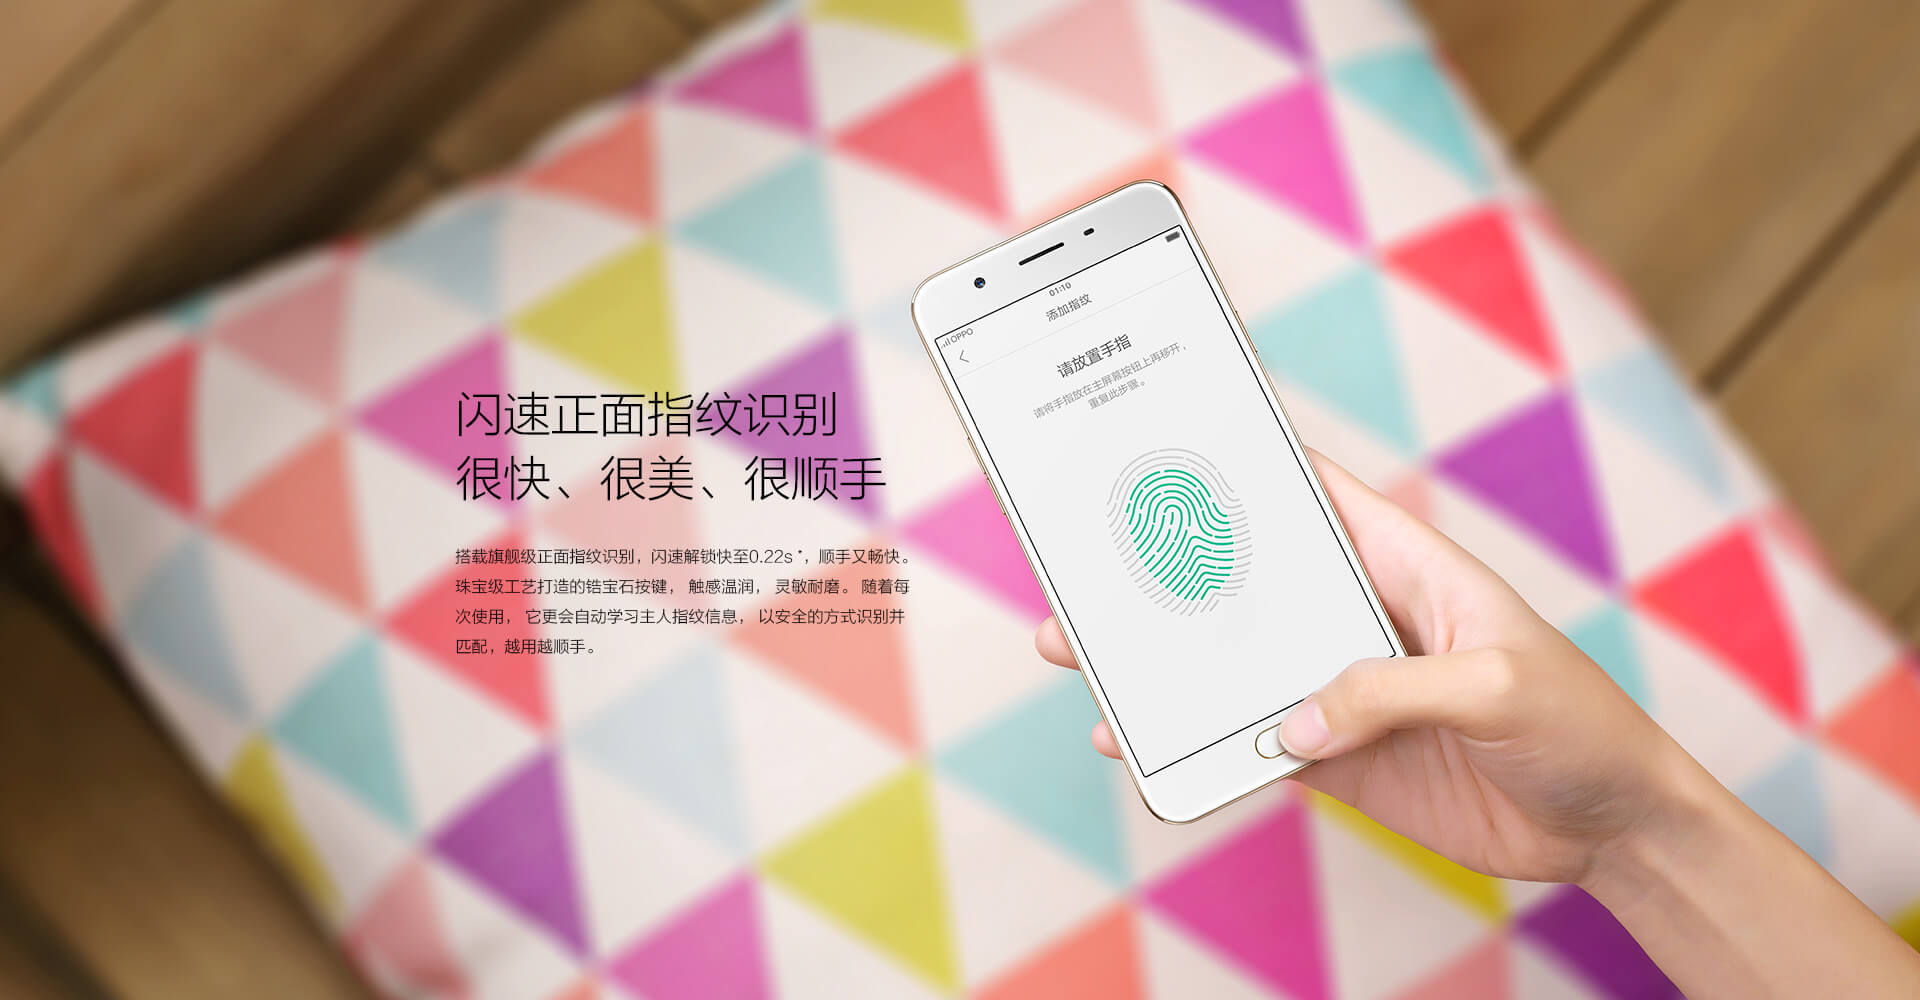 闪速正面指纹识别
很快、很美、很顺手
搭载旗舰级正面指纹识别，闪速解锁快至0.22s *，顺手又畅快。
珠宝级工艺打造的锆宝石按键， 触感温润， 灵敏耐磨。 随着每
次使用， 它更会自动学习主人指纹信息， 以安全的方式识别并
匹配，越用越顺手。
OPPO
01:10
添加指纹
请放置手指
请将手指放在主屏幕按钮上再移开，
重复此步骤。